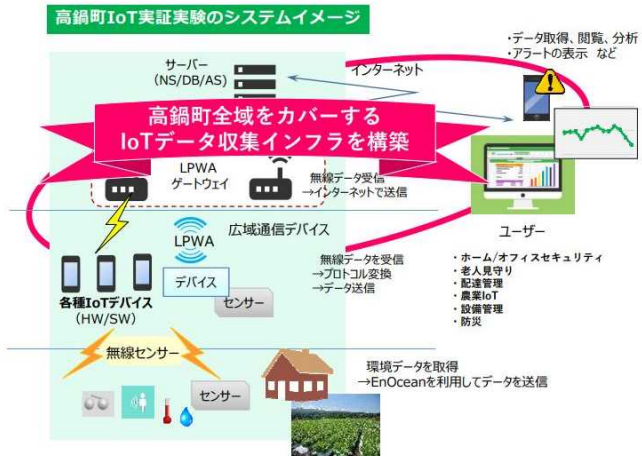 高鍋町IoT実証実験のシステムイメージ
・データ取得、閲覧、分析
・アラートの表示 など
サーバー
(NS/DB/AS)
インターネット
高鍋町全域をカバーする
IoTデータ収集インフラを構築
LPWA
ゲートウェイ
無線データ受信
→インターネットで送信
ユーザー
広域通信デバイス
LPWA
デバイス
センサー
無線データを受信
→プロトコル変換
→データ送信
各種IoTデバイス
(HW/SW)
・ホーム/オフィスセキュリティ
・老人見守り
・配達管理
・農業IoT
・設備管理
・防災
無線センサー
センサー
環境データを取得
→EnOceanを利用してデータを送信